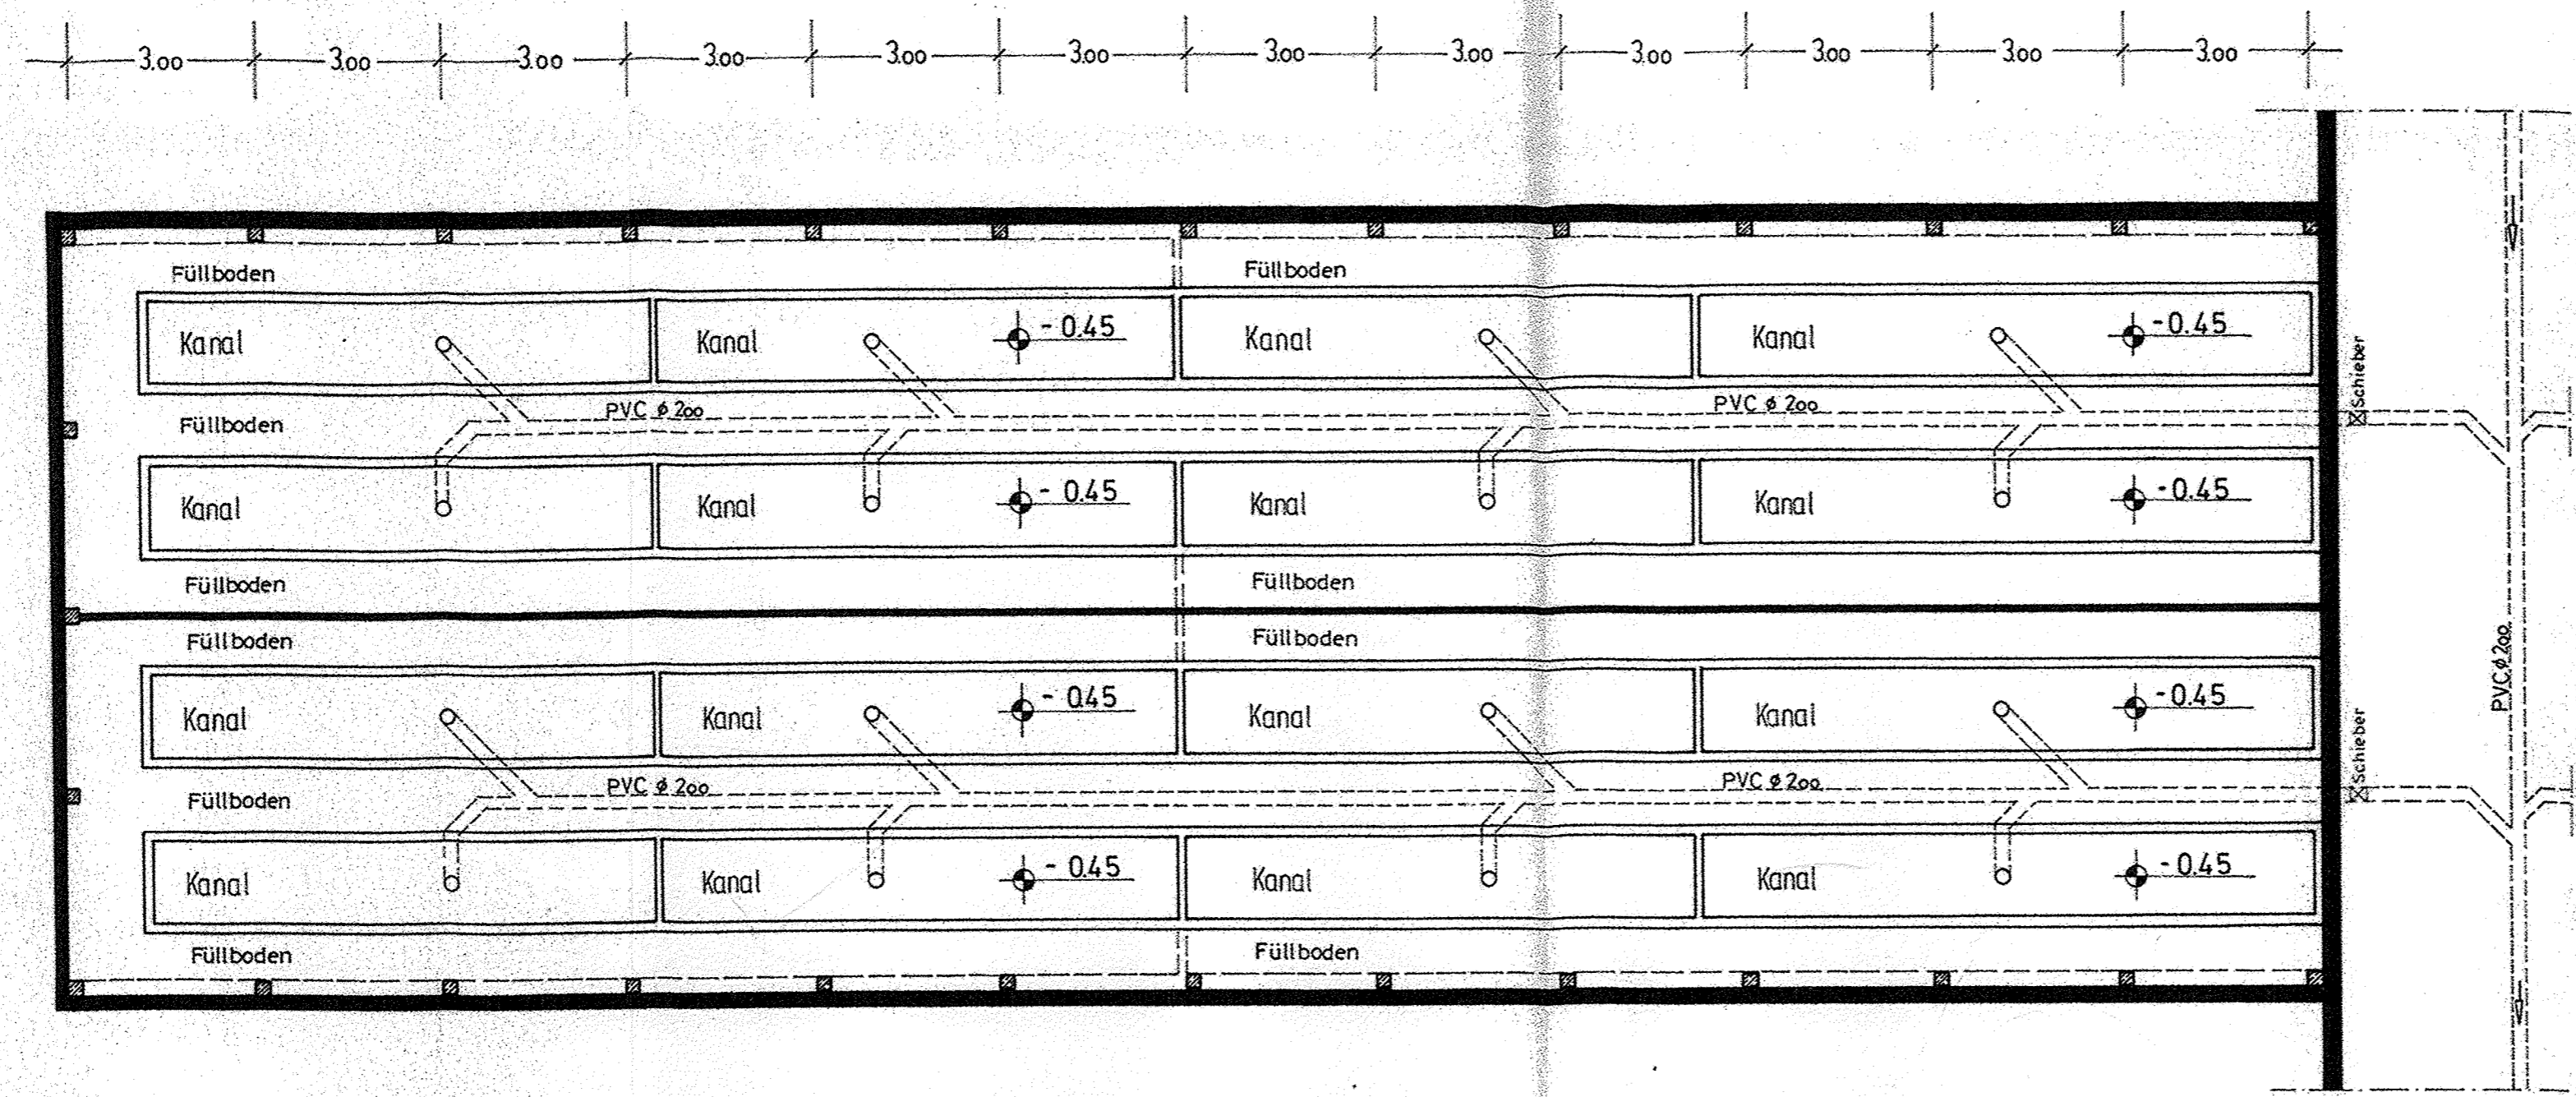 3.00 3.00 3.00 3.00 3.00 3.00 3.00 3.00 3.00 3.00 3.00 3.00
Füllboden Füllboden
Kanal Kanal - 0.45 Kanal Kanal - 0.45
Schieber
PVC ϕ 200 PVC ϕ 200
Füllboden
Kanal Kanal - 0.45 Kanal Kanal - 0.45
Füllboden Füllboden
Füllboden Füllboden
PVC ϕ 200
Kanal Kanal - 0.45 Kanal Kanal - 0.45
Schieber
PVC ϕ 200 PVC ϕ 200
Füllboden
Kanal Kanal - 0.45 Kanal Kanal - 0.45
Füllboden Füllboden